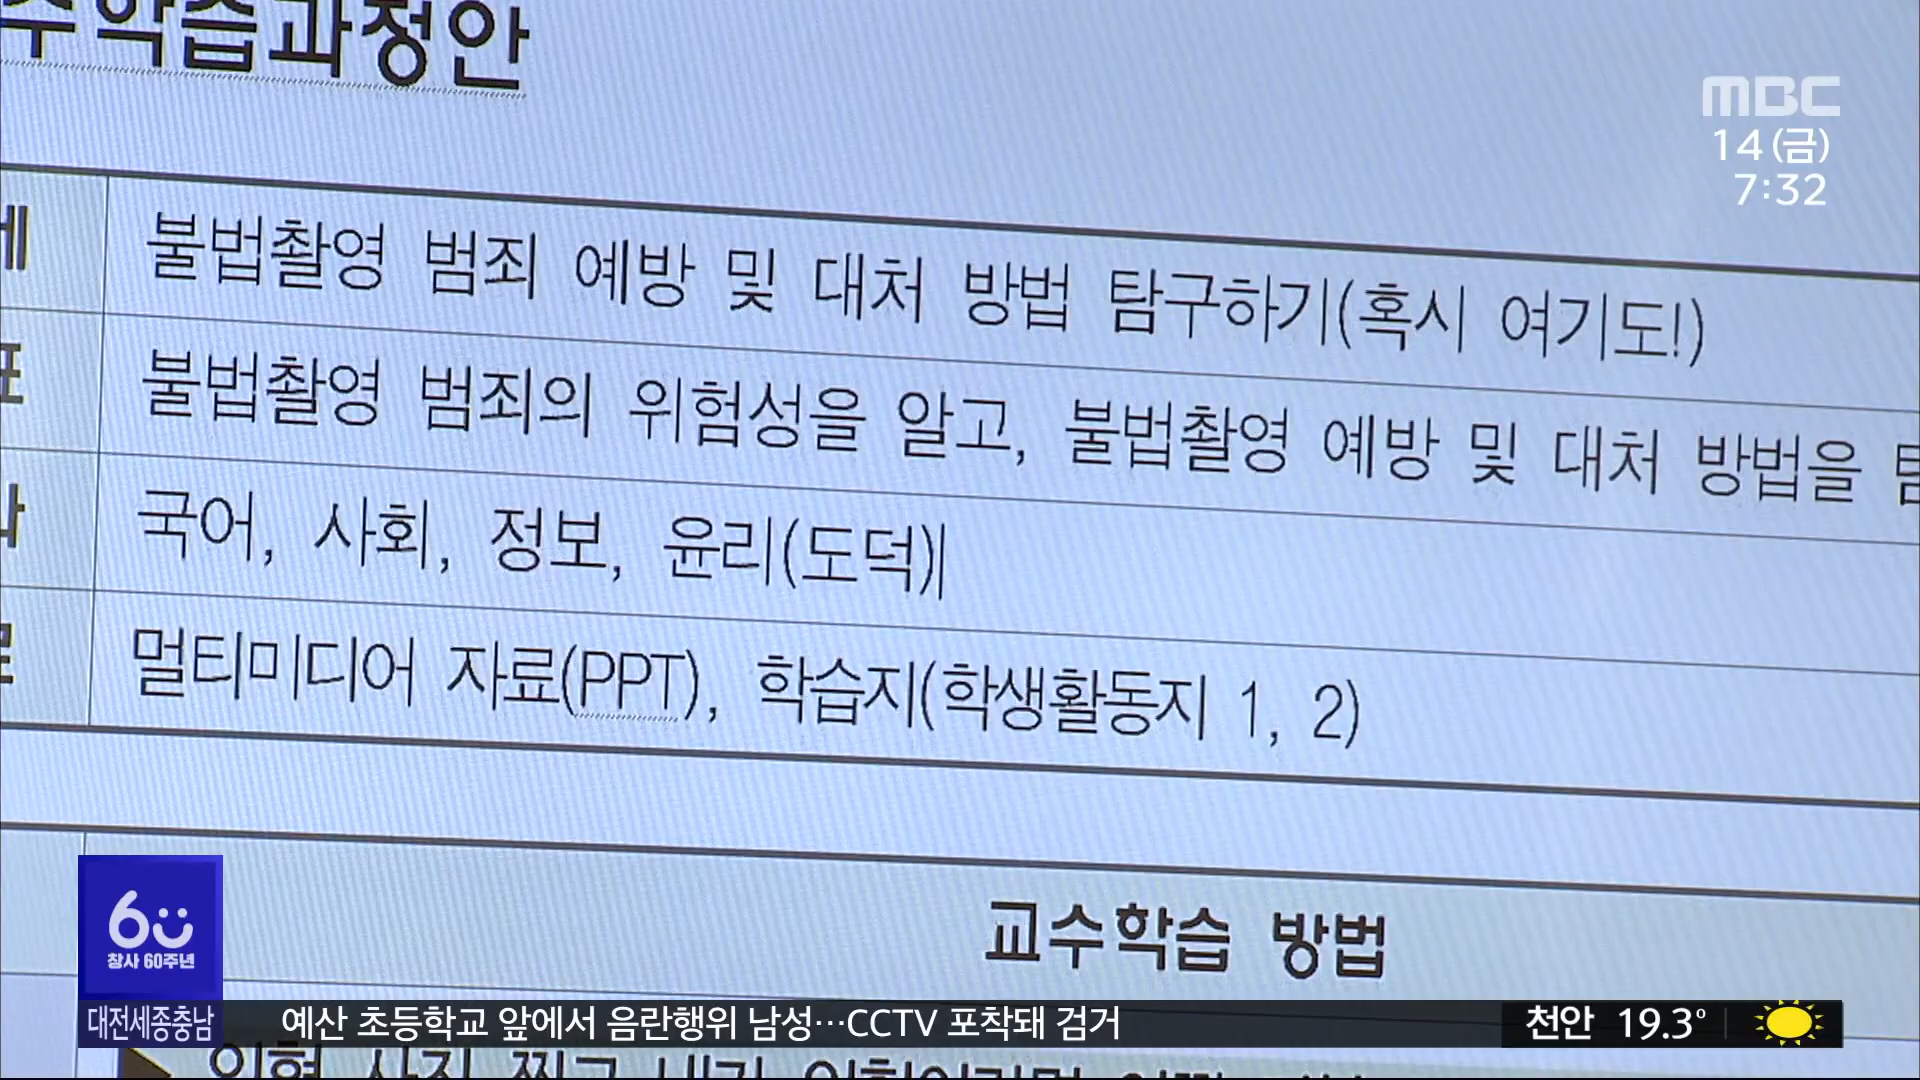 수학습과정안
MBC
14(금)
7:32
불법촬영 범죄 예방 및 대처 방법 탐구하기(혹시 여기도!)
불법촬영 범죄의 위험성을 알고, 불법촬영 예방 및 대처 방법을
국어, 사회, 정보, 윤리(도덕)
멀티미디어 자료(PPT), 학습지(학생활동지 1, 2)
교수학습 방법
60
창사 60주년
대전세종충남
예산 초등학교 앞에서 음란행위 남성…CCTV 포착돼 검거
천안 19.3°